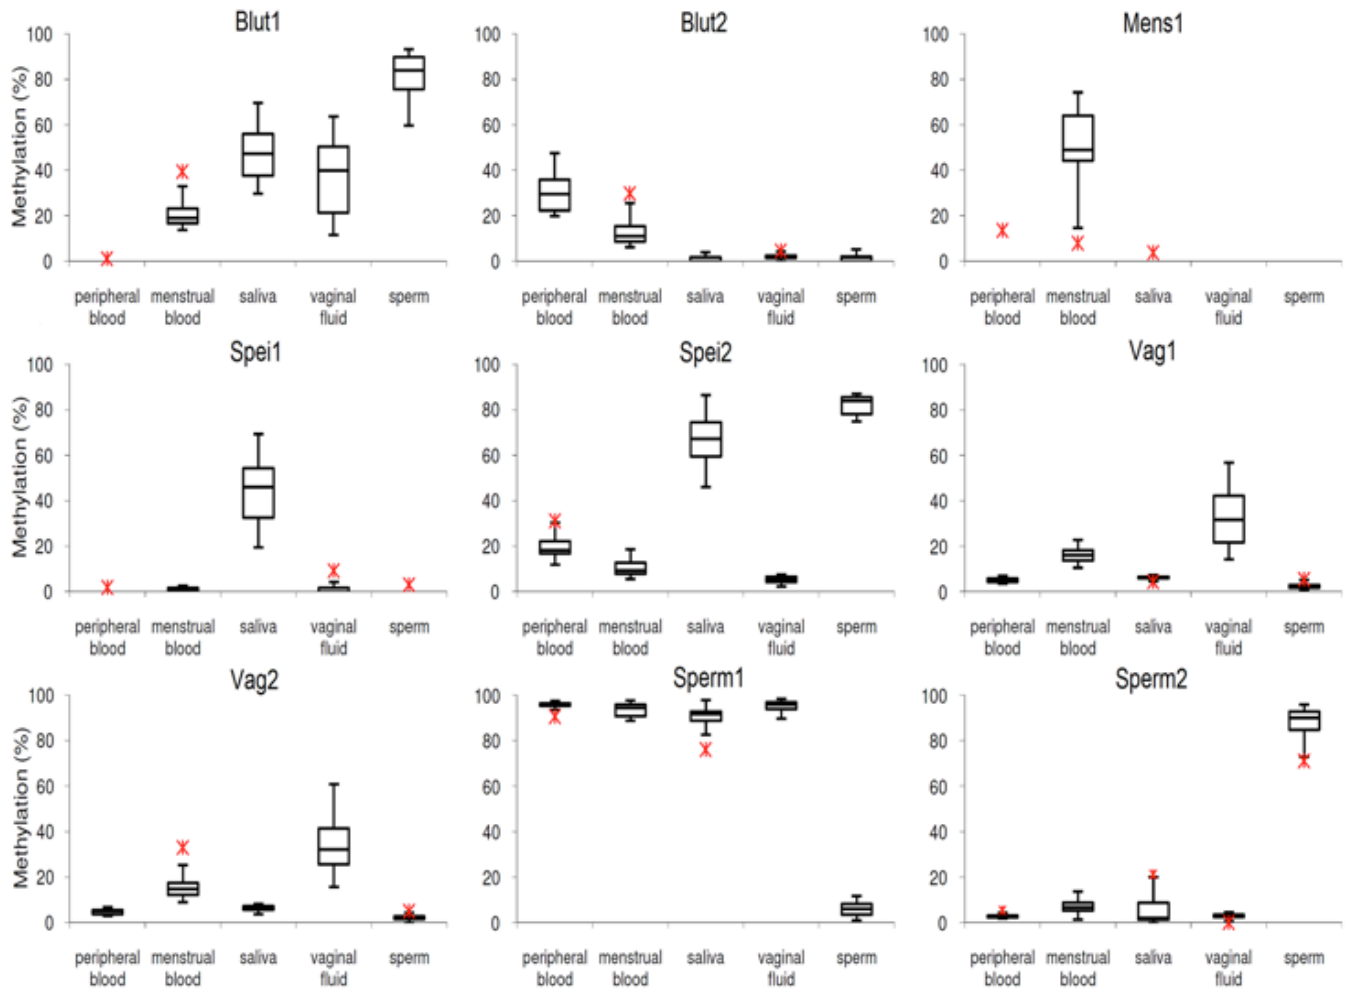 Blut1
Methylation (%)
100
80
60
40
20
0
peripheral blood
menstrual blood
saliva
vaginal fluid
sperm
Blut2
100
80
60
40
20
0
peripheral blood
menstrual blood
saliva
vaginal fluid
sperm
Mens1
100
80
60
40
20
0
peripheral blood
menstrual blood
saliva
vaginal fluid
sperm
Spei1
Methylation (%)
100
80
60
40
20
0
peripheral blood
menstrual blood
saliva
vaginal fluid
sperm
Spei2
100
80
60
40
20
0
peripheral blood
menstrual blood
saliva
vaginal fluid
sperm
Vag1
100
80
60
40
20
0
peripheral blood
menstrual blood
saliva
vaginal fluid
sperm
Vag2
Methylation (%)
100
80
60
40
20
0
peripheral blood
menstrual blood
saliva
vaginal fluid
sperm
Sperm1
100
80
60
40
20
0
peripheral blood
menstrual blood
saliva
vaginal fluid
sperm
Sperm2
100
80
60
40
20
0
peripheral blood
menstrual blood
saliva
vaginal fluid
sperm